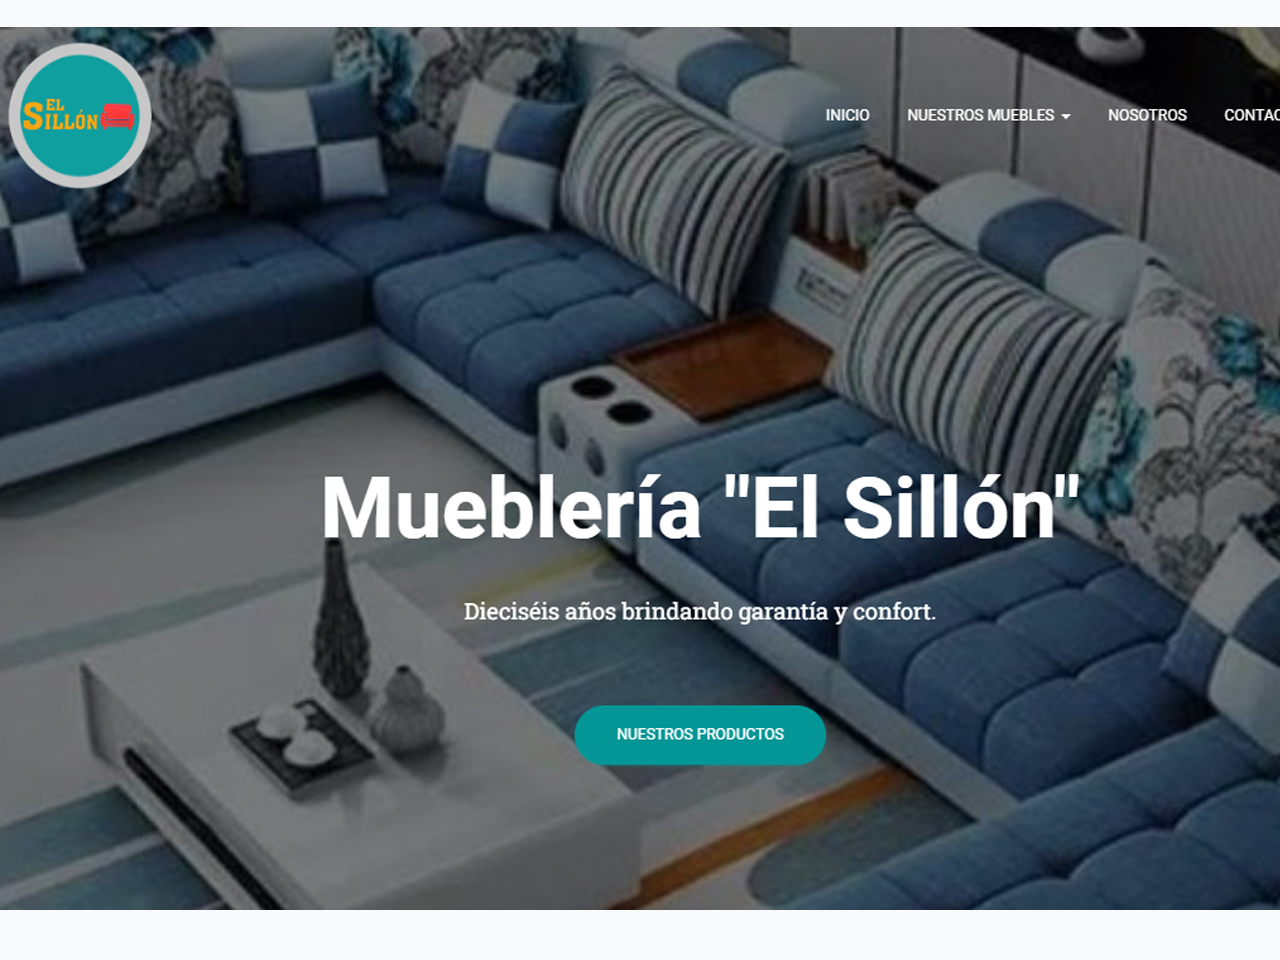 EL
SILLÓN
INICIO
NUESTROS MUEBLES
NOSOTROS
CONTAC
Mueblería "El Sillón"
Dieciséis años brindando garantía y confort.
NUESTROS PRODUCTOS